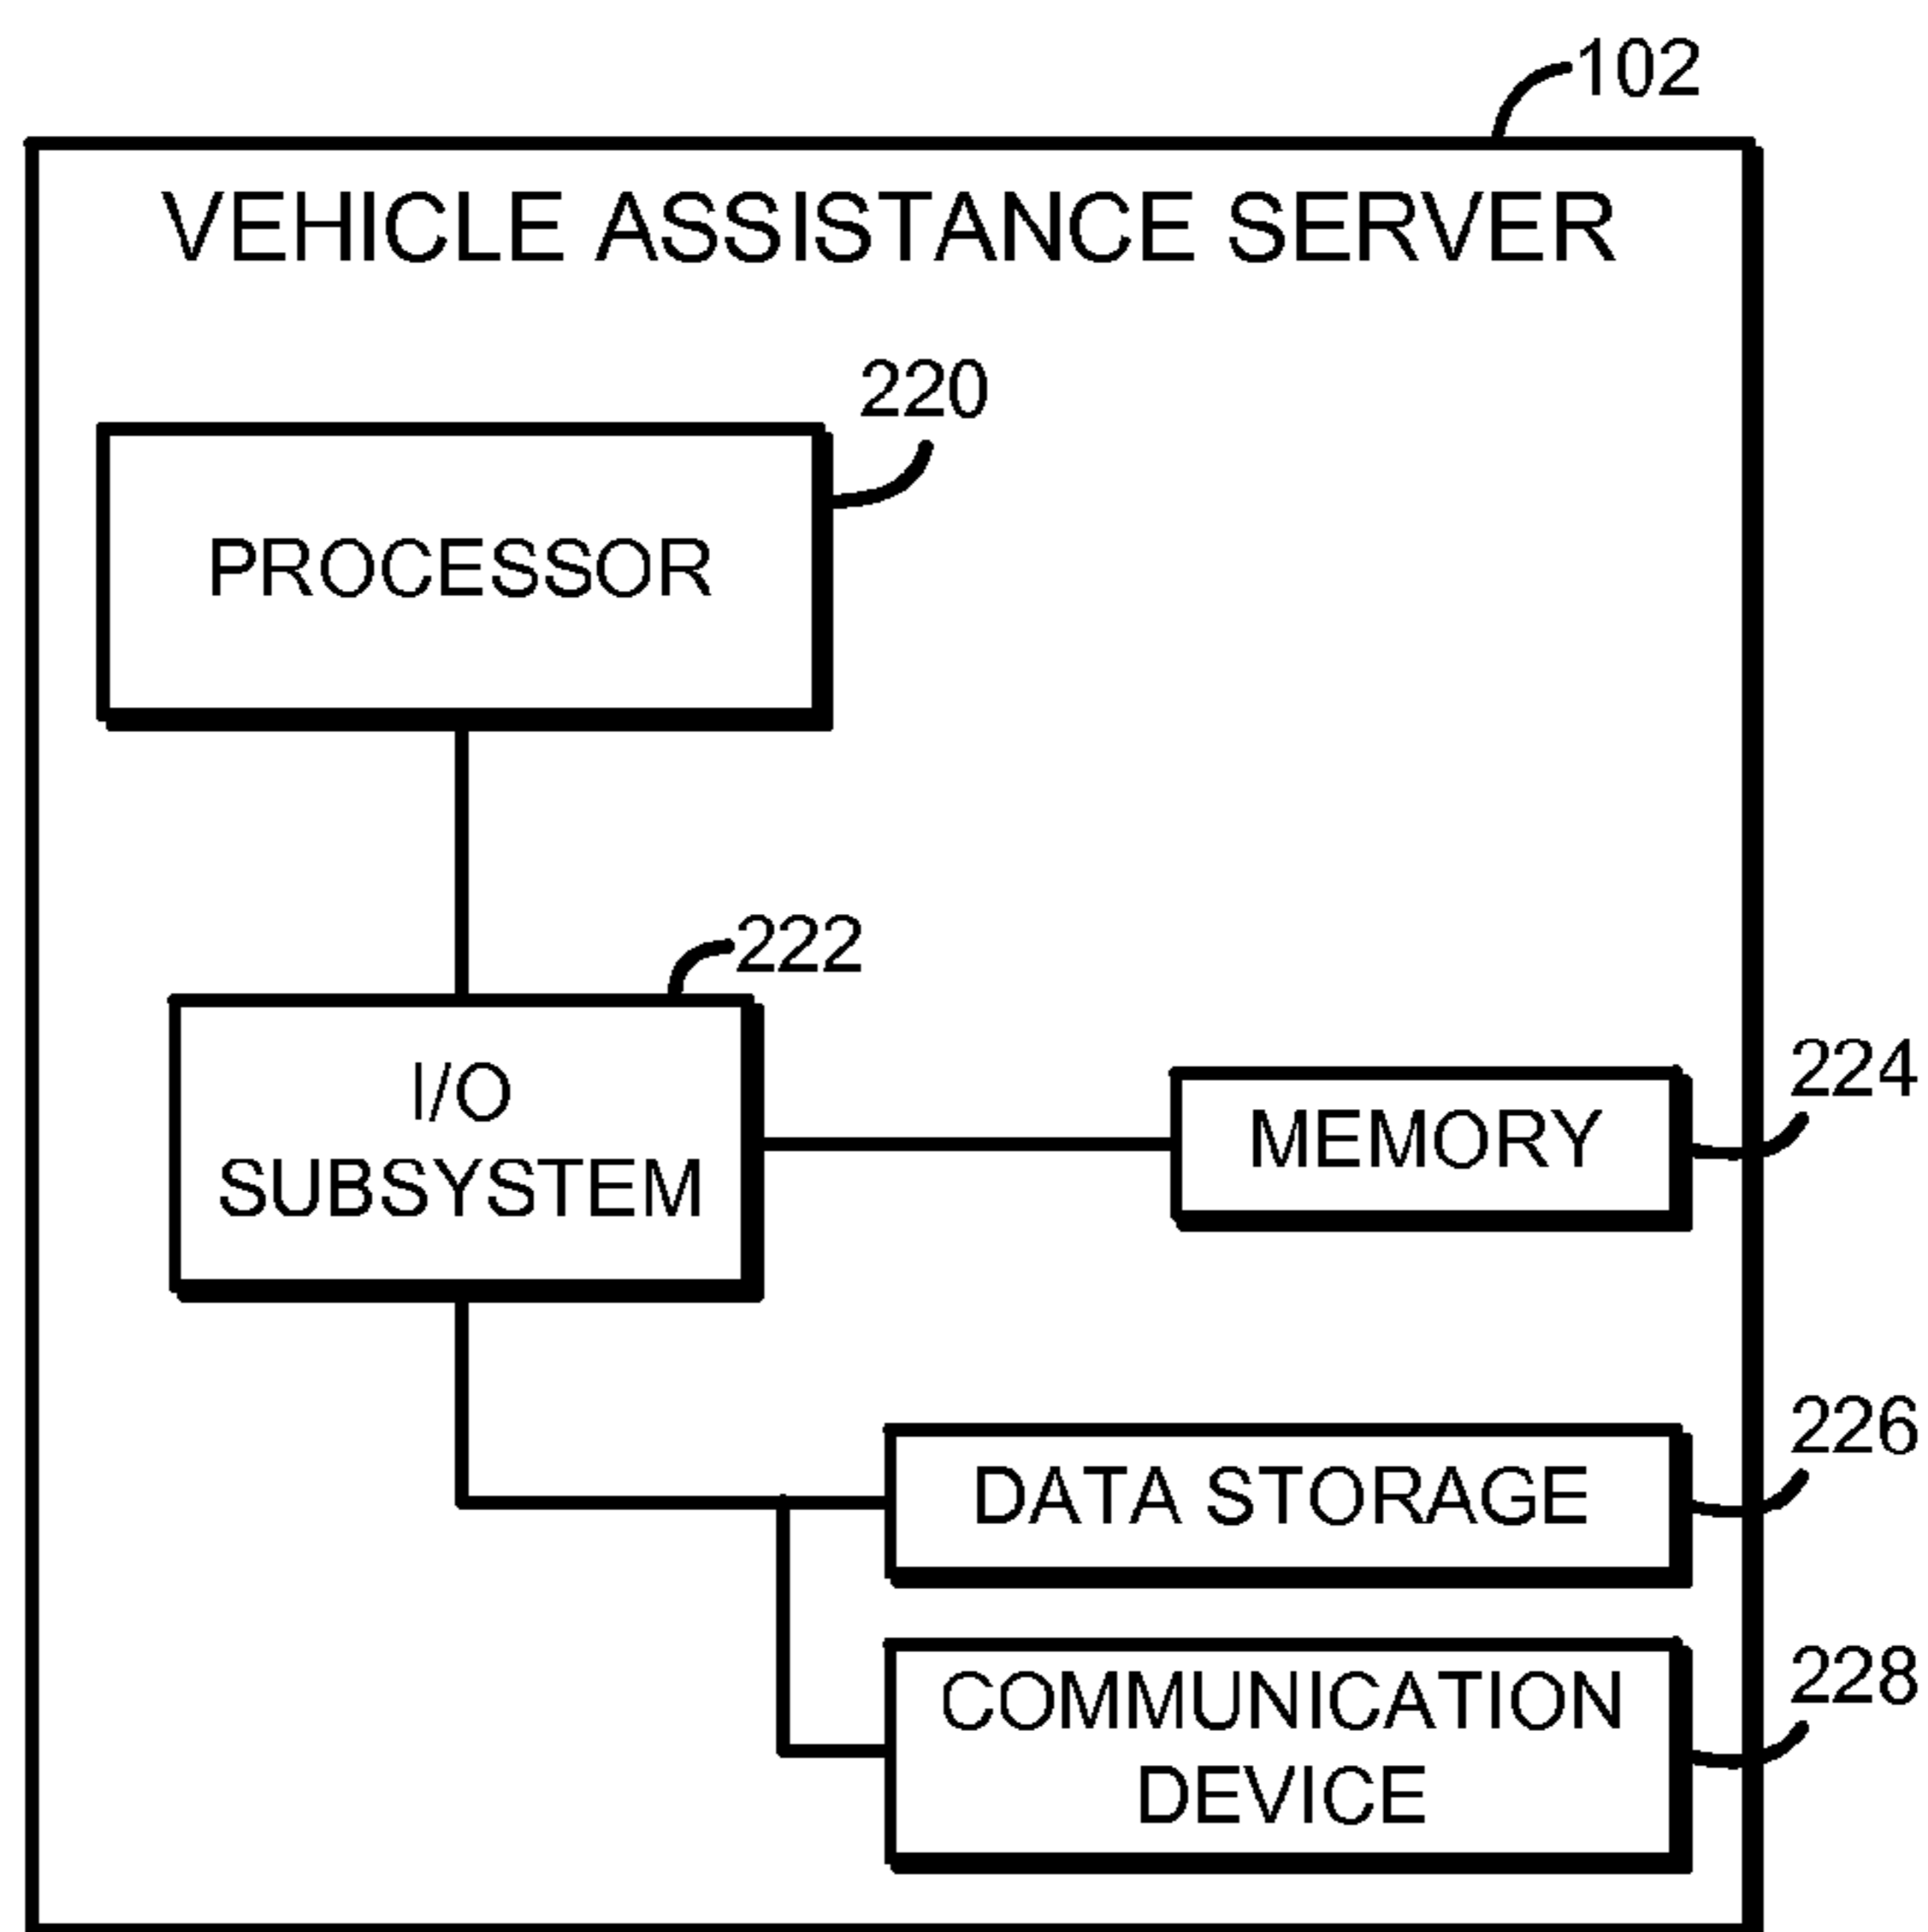 102
VEHICLE ASSISTANCE SERVER
220
PROCESSOR
222
I/O
SUBSYSTEM
224
MEMORY
226
DATA STORAGE
228
COMMUNICATION
DEVICE